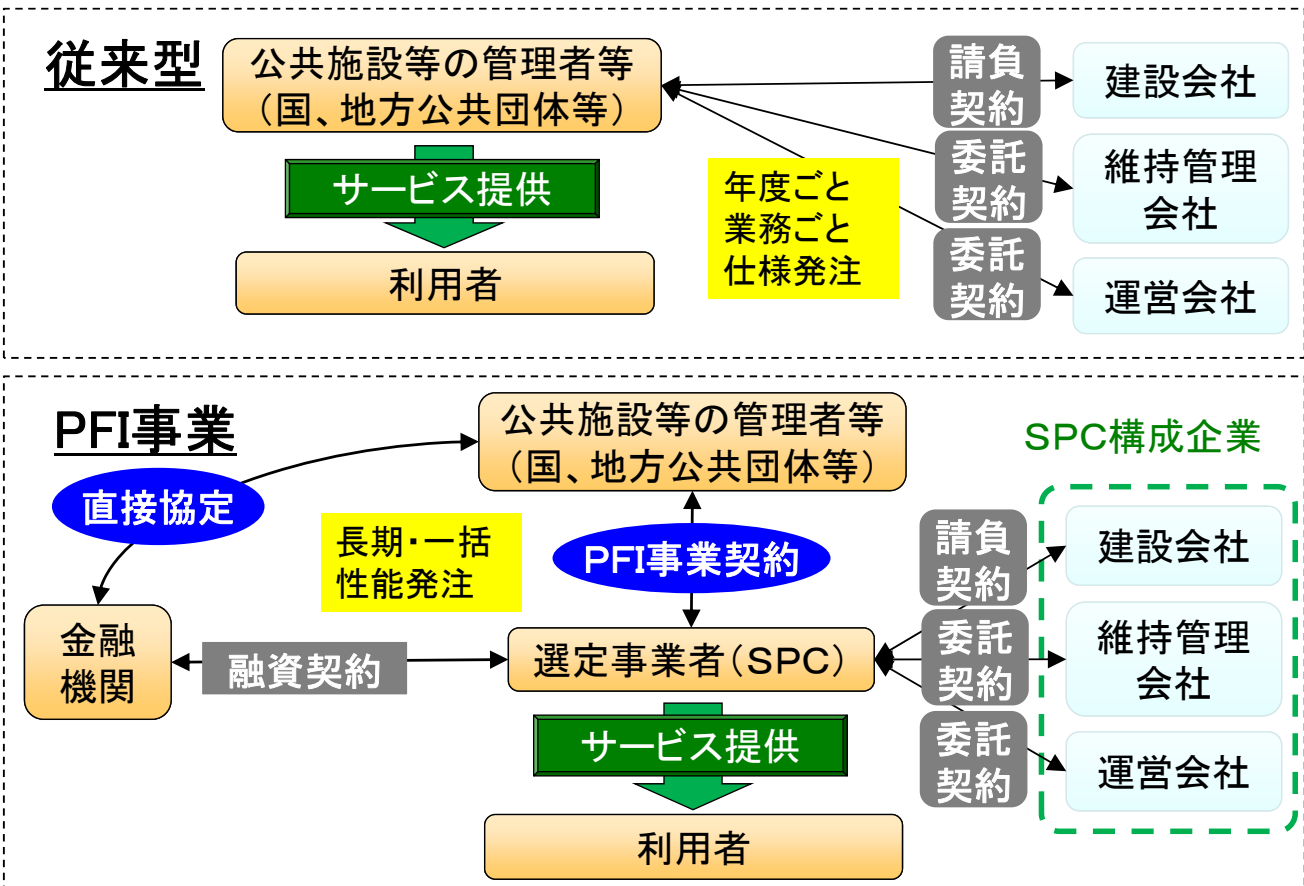 従来型
公共施設等の管理者等
（国、地方公共団体等）
サービス提供
利用者
年度ごと
業務ごと
仕様発注
請負
契約
委託
契約
委託
契約
建設会社
維持管理
会社
運営会社
PFI事業
直接協定
公共施設等の管理者等
（国、地方公共団体等）
長期・一括
性能発注
PFI事業契約
金融
機関
融資契約
選定事業者（SPC）
サービス提供
利用者
SPC構成企業
請負
契約
委託
契約
委託
契約
建設会社
維持管理
会社
運営会社